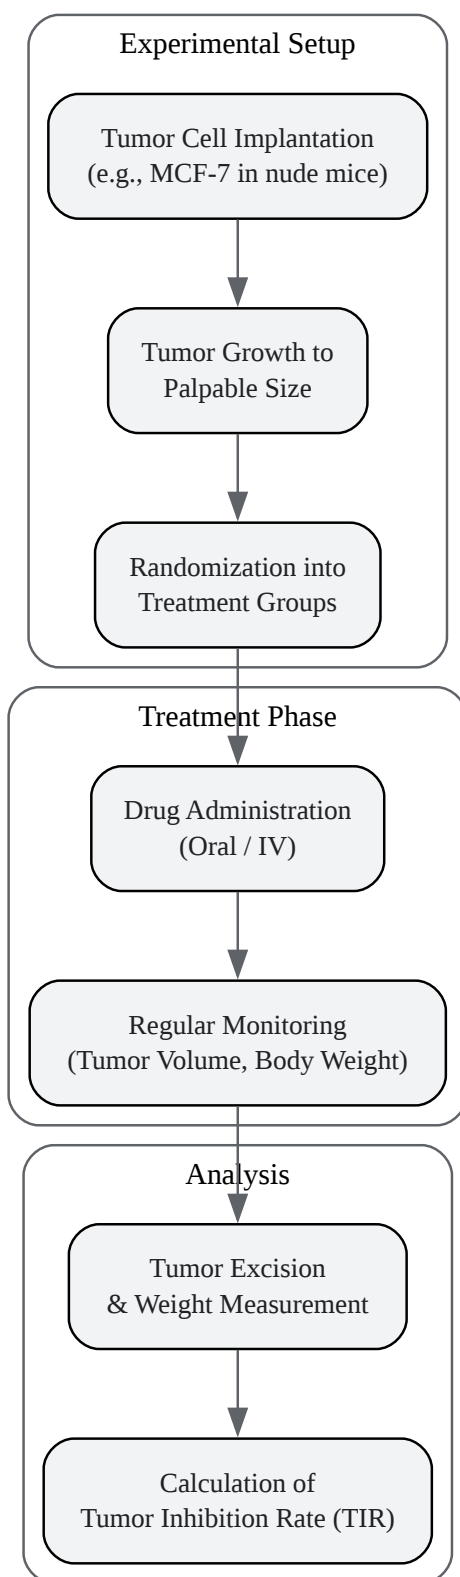 Experimental Setup
Tumor Cell Implantation
(e.g., MCF-7 in nude mice)
Tumor Growth to
Palpable Size
Randomization into
Treatment Groups
Treatment Phase
Drug Administration
(Oral / IV)
Regular Monitoring
(Tumor Volume, Body Weight)
Analysis
Tumor Excision
& Weight Measurement
Calculation of
Tumor Inhibition Rate (TIR)